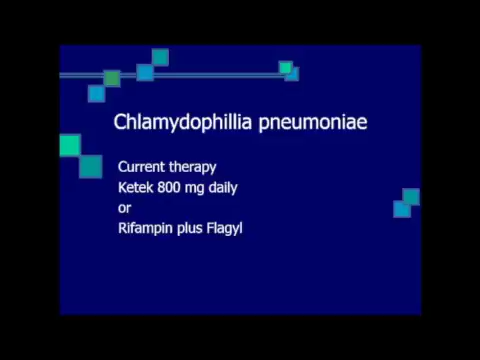 Chlamydophillia pneumoniae
Current therapy
Ketek 800 mg daily
or
Rifampin plus Flagyl